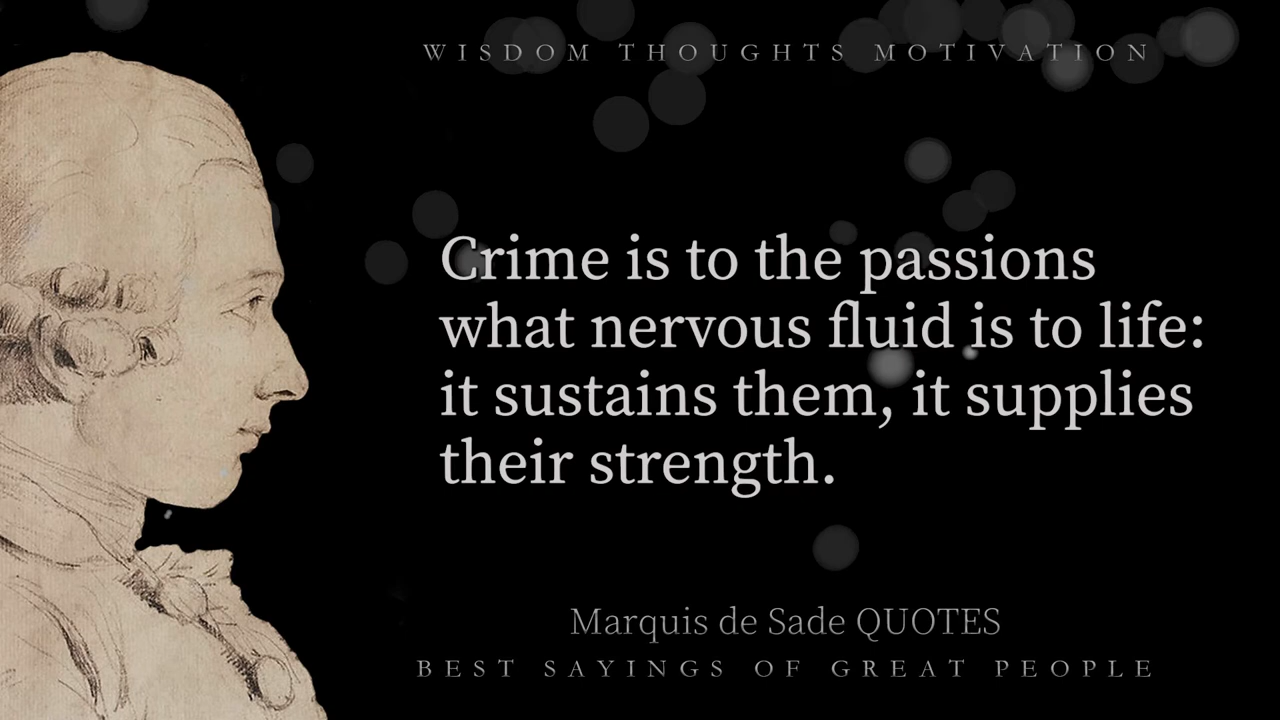 WISDOM THOUGHTS MOTIVATION
Crime is to the passions
what nervous fluid is to life:
it sustains them, it supplies
their strength.
Marquis de Sade QUOTES
BEST SAYINGS OF GREAT PEOPLE